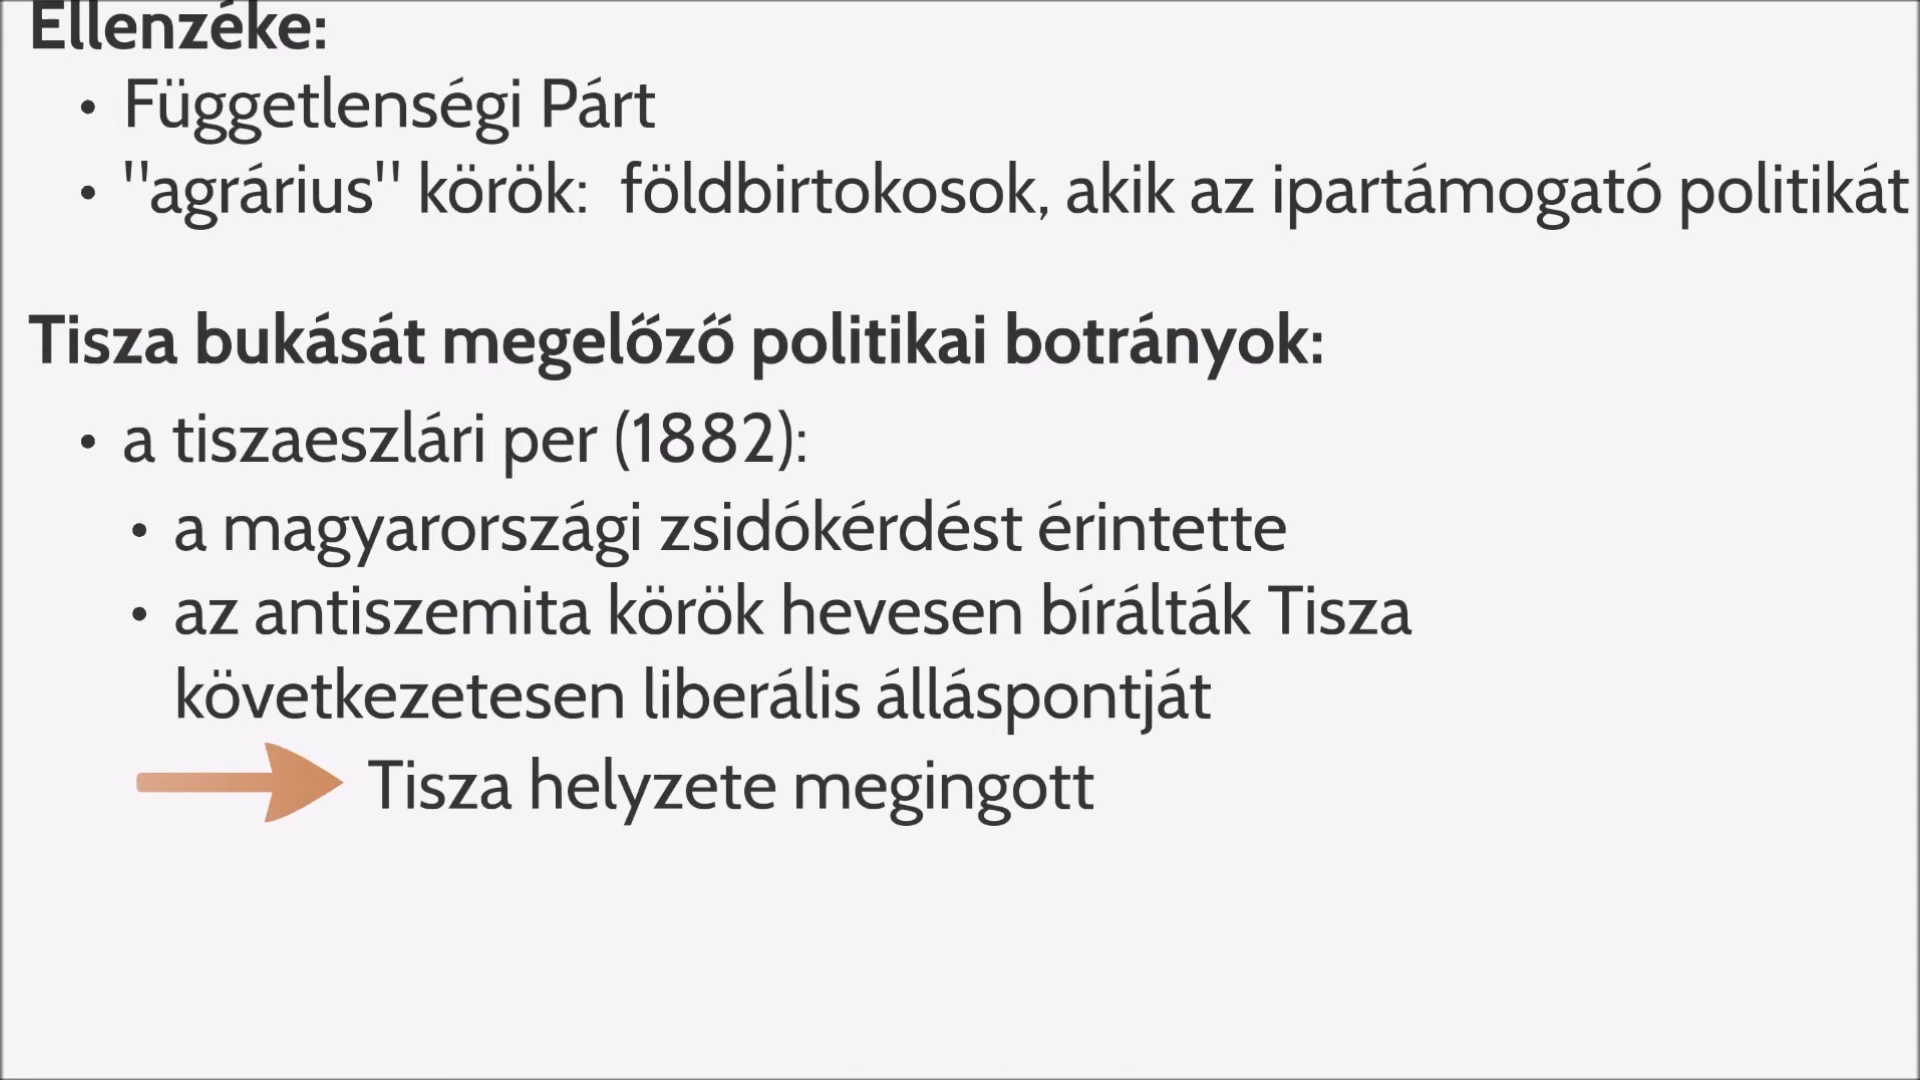 Ellenzéke:
• Függetlenségi Párt
• "agrárius" körök:  földbirtokosok, akik az ipartámogató politikát
Tisza bukását megelőző politikai botrányok:
• a tiszaeszlári per (1882):
• a magyarországi zsidókérdést érintette
• az antiszemita körök hevesen bírálták Tisza
következetesen liberális álláspontját
Tisza helyzete megingott